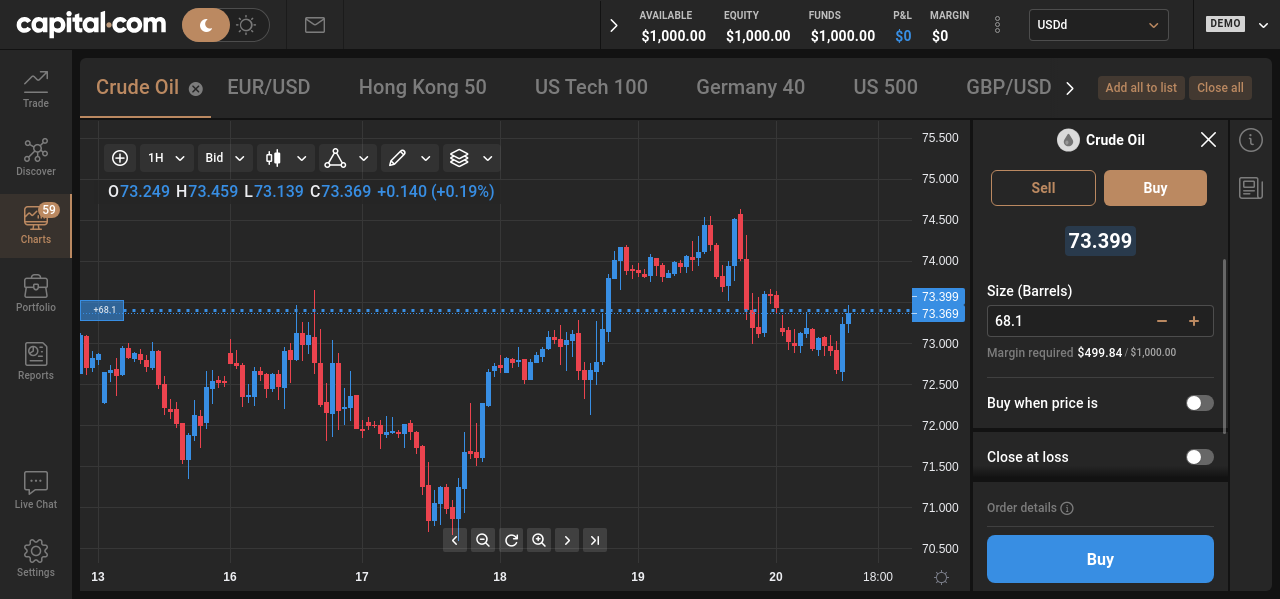 capital.com
AVAILABLE EQUITY FUNDS P&L MARGIN
$1,000.00 $1,000.00 $1,000.00 $0 $0
USDd
DEMO
Trade
Discover
59
Charts
Portfolio
Reports
Live Chat
Settings
Crude Oil EUR/USD Hong Kong 50 US Tech 100 Germany 40 US 500 GBP/USD
Add all to list Close all
1H Bid
O73.249 H73.459 L73.139 C73.369 +0.140 (+0.19%)
+68.1
75.500
75.000
74.500
74.000
73.399
73.369
73.000
72.500
72.000
71.500
71.000
70.500
13 16 17 18 19 20 18:00
Crude Oil
Sell Buy
73.399
Size (Barrels)
68.1
Margin required $499.84 / $1,000.00
Buy when price is
Close at loss
Order details
Buy